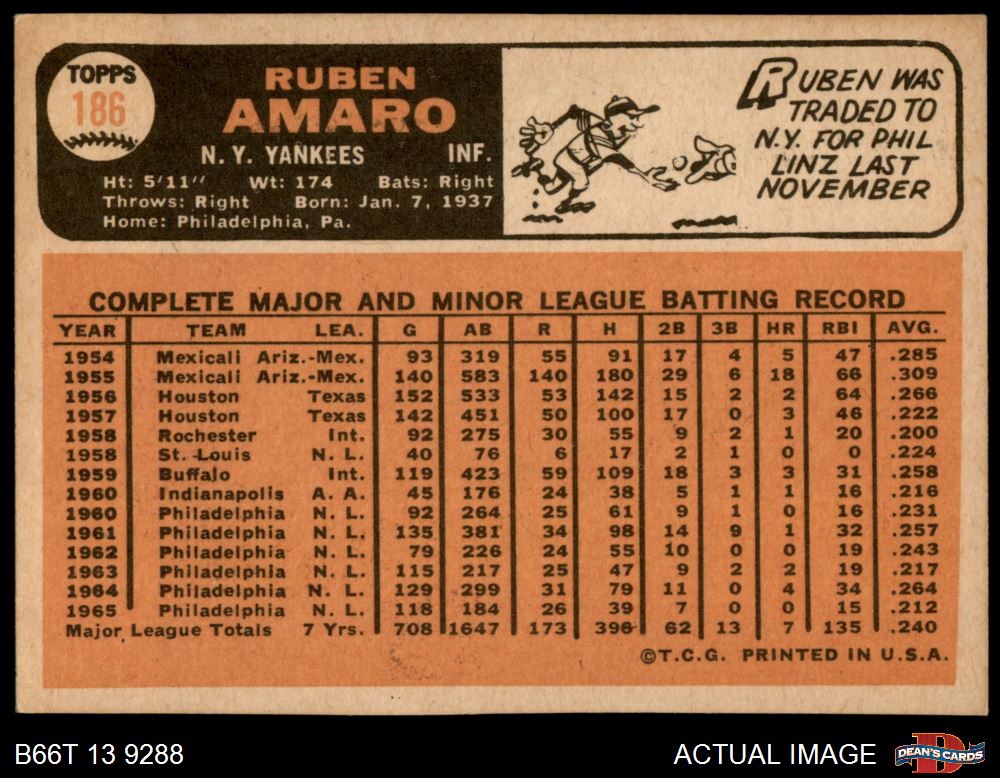 TOPPS
186
RUBEN
AMARO
N. Y. YANKEES INF.
Ht: 5'11" Wt: 174 Bats: Right
Throws: Right Born: Jan. 7, 1937
Home: Philadelphia, Pa.
RUBEN WAS
TRADED TO
N.Y. FOR PHIL
LINZ LAST
NOVEMBER
COMPLETE MAJOR AND MINOR LEAGUE BATTING RECORD
YEAR TEAM LEA. G AB R H 2B 3B HR RBI AVG.
1954 Mexicali Ariz.-Mex. 93 319 55 91 17 4 5 47 .285
1955 Mexicali Ariz.-Mex. 140 583 140 180 29 6 18 66 .309
1956 Houston Texas 152 533 53 142 15 2 2 64 .266
1957 Houston Texas 142 451 50 100 17 0 3 46 .222
1958 Rochester Int. 92 275 30 55 9 2 1 20 .200
1958 St. Louis N. L. 40 76 6 17 2 1 0 0 .224
1959 Buffalo Int. 119 423 59 109 18 3 3 31 .258
1960 Indianapolis A. A. 45 176 24 38 5 1 1 16 .216
1960 Philadelphia N. L. 92 264 25 61 9 1 0 16 .231
1961 Philadelphia N. L. 135 381 34 98 14 9 1 32 .257
1962 Philadelphia N. L. 79 226 24 55 10 0 0 19 .243
1963 Philadelphia N. L. 115 217 25 47 9 2 2 19 .217
1964 Philadelphia N. L. 129 299 31 79 11 0 4 34 .264
1965 Philadelphia N. L. 118 184 26 39 7 0 0 15 .212
Major League Totals 7 Yrs. 708 1647 173 396 62 13 7 135 .240
©T.C.G. PRINTED IN U.S.A.
B66T 13 9288 ACTUAL IMAGE
DEAN'S CARDS